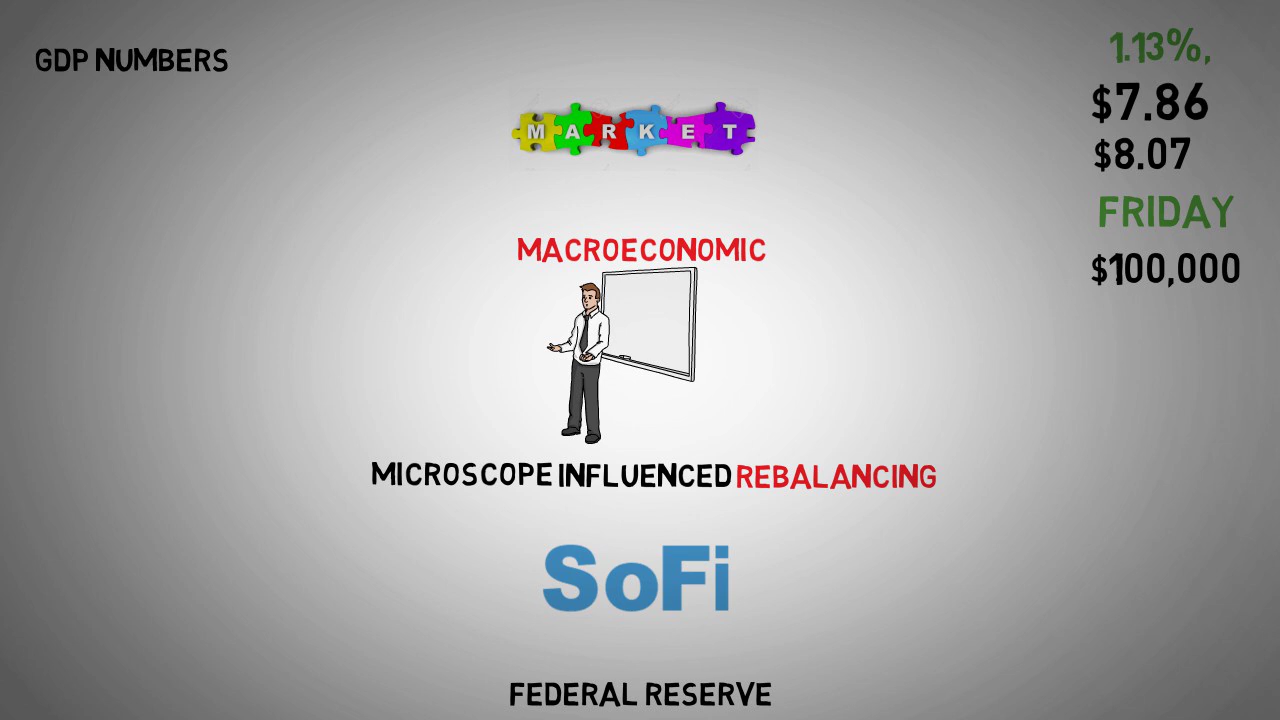 GDP NUMBERS
1.13%,
$7.86
$8.07
FRIDAY
$100,000
MARKET
MACROECONOMIC
MICROSCOPE INFLUENCED REBALANCING
SoFi
FEDERAL RESERVE